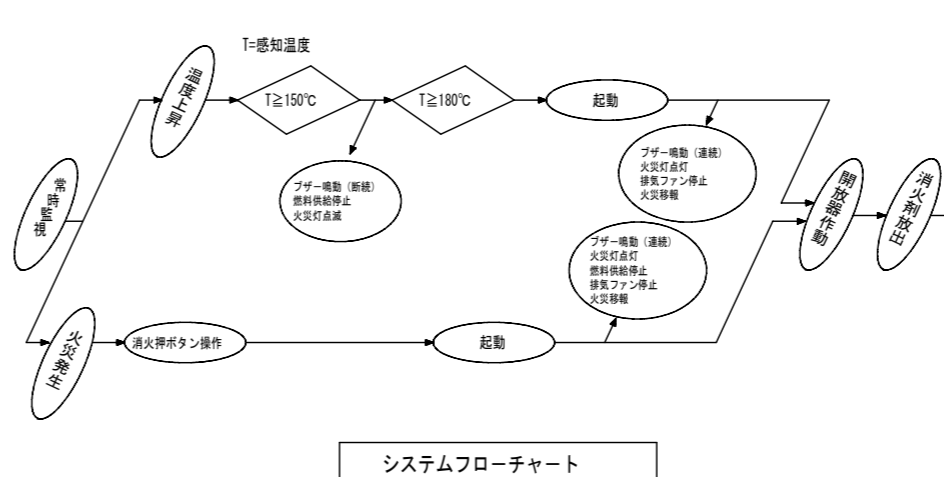 T=感知温度
温度上昇
T≧150℃
T≧180℃
起動
ブザー鳴動（断続）
燃料供給停止
火災灯点滅
ブザー鳴動（連続）
火災灯点灯
排気ファン停止
火災移報
常時監視
開放器作動
消火剤放出
ブザー鳴動（連続）
火災灯点灯
燃料供給停止
排気ファン停止
火災移報
火災発生
消火押ボタン操作
起動
システムフローチャート